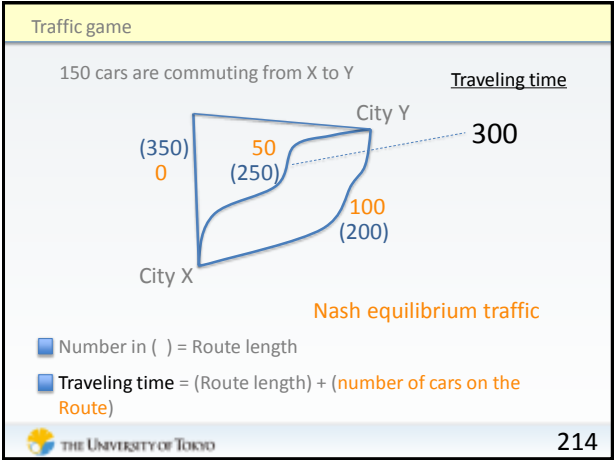 Traffic game
150 cars are commuting from X to Y
Traveling time
City Y
300
(350)
0
50
(250)
100
(200)
City X
Nash equilibrium traffic
Number in ( ) = Route length
Traveling time = (Route length) + (number of cars on the
Route)
THE UNIVERSITY OF TOKYO
214